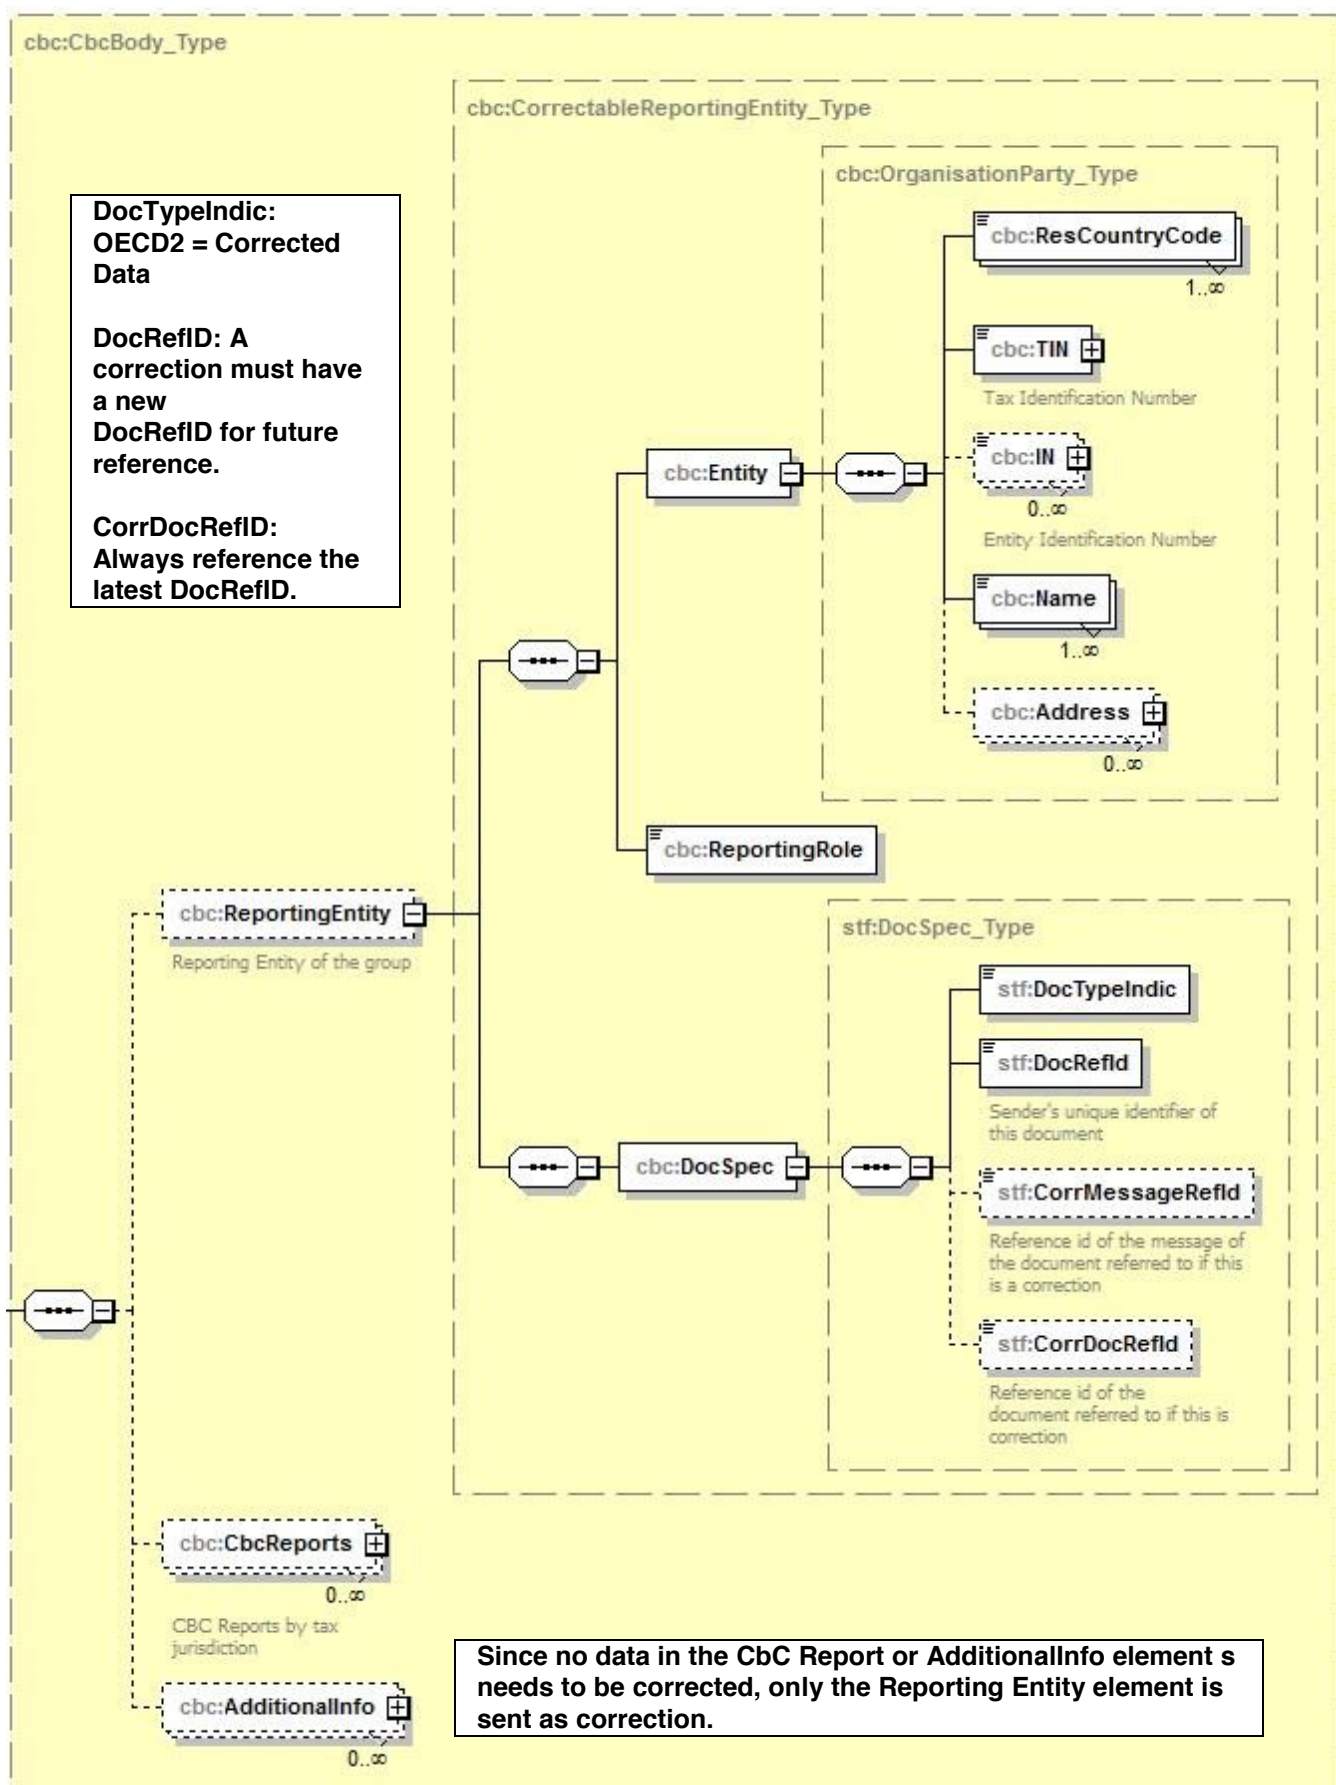 cbc:CbcBody_Type
cbc:CorrectableReportingEntity_Type
cbc:OrganisationParty_Type
DocTypeIndic:
OECD2 = Corrected
Data
DocRefID: A
correction must have
a new
DocRefID for future
reference.
CorrDocRefID:
Always reference the
latest DocRefID.
cbc:ResCountryCode
1..∞
cbc:TIN
Tax Identification Number
cbc:IN
0..∞
Entity Identification Number
cbc:Entity
cbc:Name
1..∞
cbc:Address
0..∞
cbc:ReportingRole
cbc:ReportingEntity
Reporting Entity of the group
stf:DocSpec_Type
stf:DocTypeIndic
stf:DocRefId
Sender's unique identifier of
this document
cbc:DocSpec
stf:CorrMessageRefId
Reference id of the message of
the document referred to if this
is a correction
stf:CorrDocRefId
Reference id of the
document referred to if this is
correction
cbc:CbcReports
0..∞
CBC Reports by tax
jurisdiction
cbc:AdditionalInfo
0..∞
Since no data in the CbC Report or AdditionalInfo element s
needs to be corrected, only the Reporting Entity element is
sent as correction.